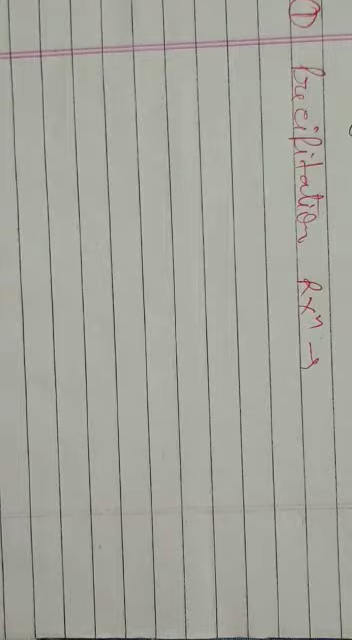 ① Precipitation Rxⁿ →